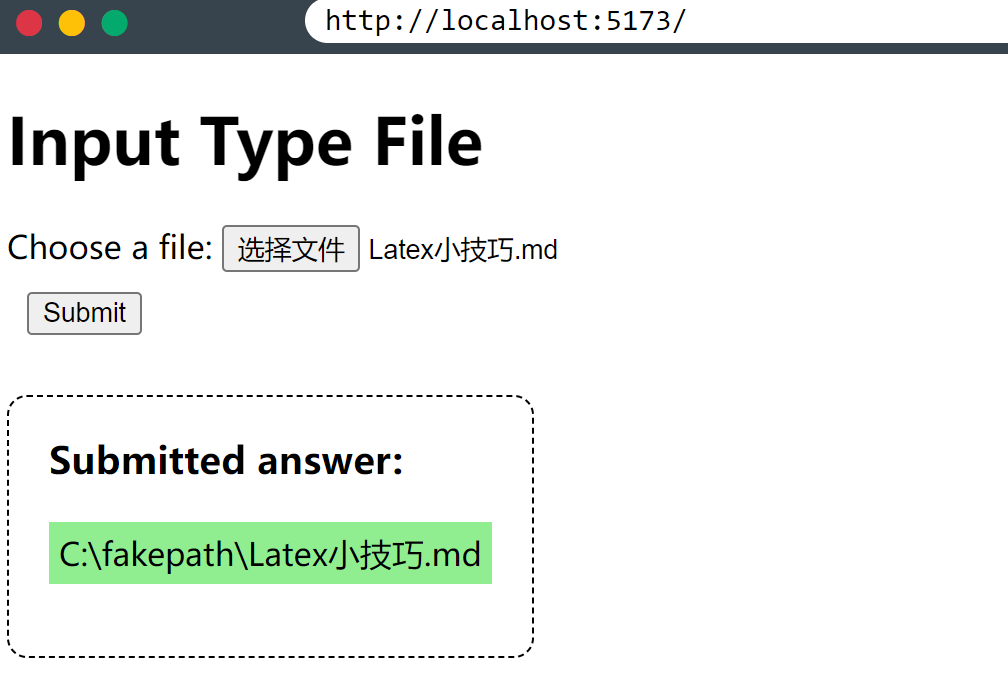 http://localhost:5173/
Input Type File
Choose a file: 选择文件 Latex小技巧.md
Submit
Submitted answer:
C:\fakepath\Latex小技巧.md